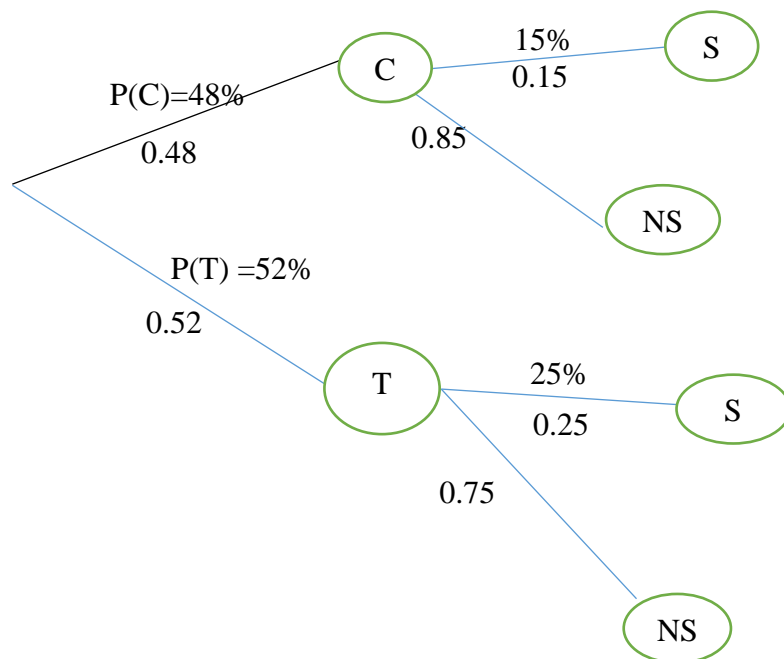 15%
S
C
0.15
P(C)=48%
0.85
0.48
NS
P(T) =52%
0.52
25%
T
S
0.25
0.75
NS